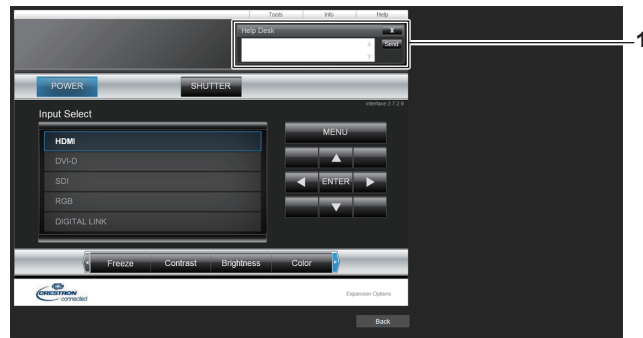 Tools Info Help
Help Desk X
Send
1
POWER SHUTTER
Interface 2.7.2.9
Input Select
HDMI
DVI-D
SDI
RGB
DIGITAL LINK
MENU
ENTER
Freeze Contrast Brightness Color
CRESTRON
connected
Expansion Options
Back